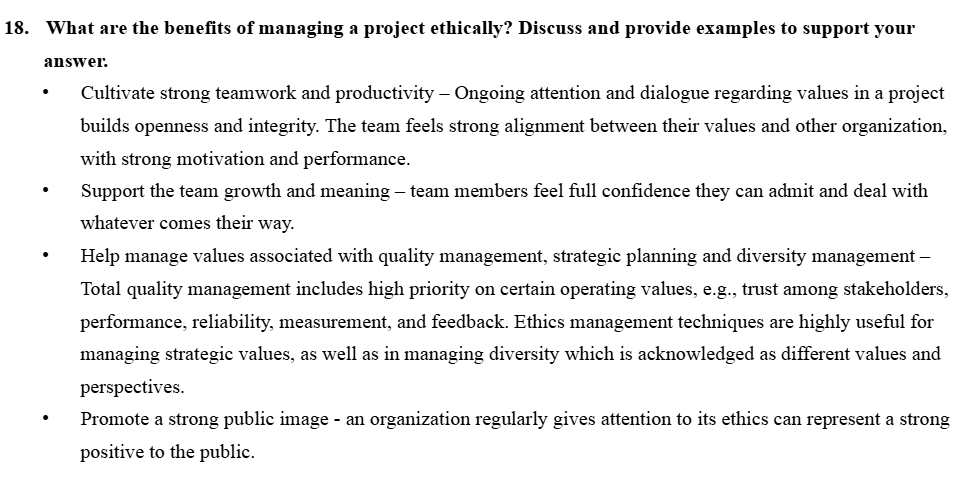 18. What are the benefits of managing a project ethically? Discuss and provide examples to support your
answer.
• Cultivate strong teamwork and productivity – Ongoing attention and dialogue regarding values in a project
builds openness and integrity. The team feels strong alignment between their values and other organization,
with strong motivation and performance.
• Support the team growth and meaning – team members feel full confidence they can admit and deal with
whatever comes their way.
• Help manage values associated with quality management, strategic planning and diversity management –
Total quality management includes high priority on certain operating values, e.g., trust among stakeholders,
performance, reliability, measurement, and feedback. Ethics management techniques are highly useful for
managing strategic values, as well as in managing diversity which is acknowledged as different values and
perspectives.
• Promote a strong public image - an organization regularly gives attention to its ethics can represent a strong
positive to the public.